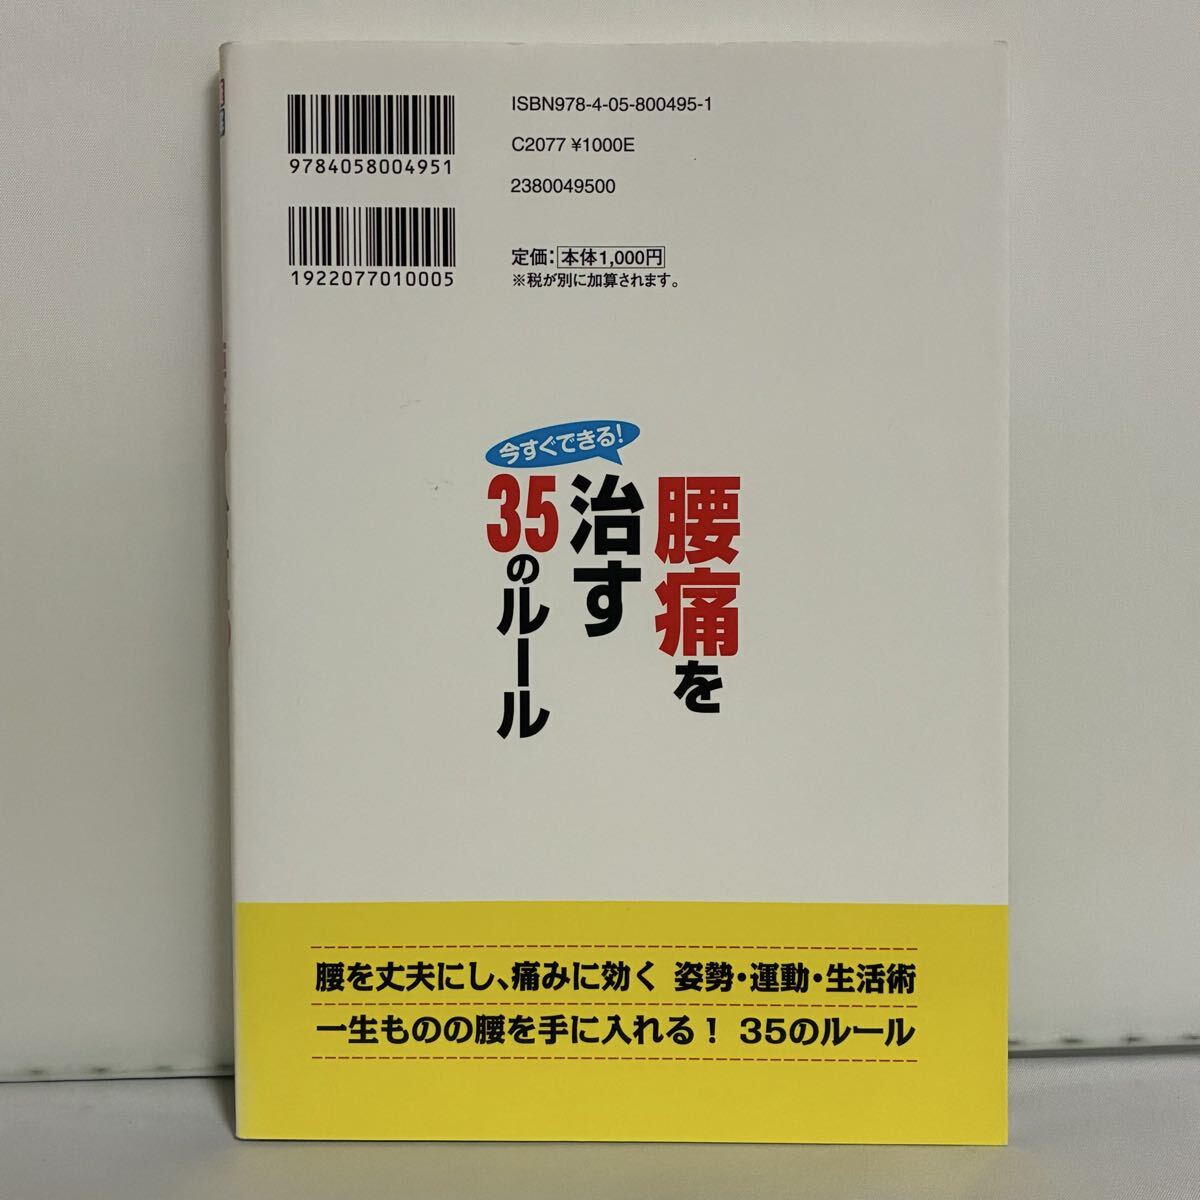 9784058004951
1922077010005
ISBN978-4-05-800495-1
C2077 ¥1000E
2380049500
定価：本体1,000円
※税が別に加算されます。
今すぐできる！
腰痛を
治す
35のルール
腰を丈夫にし、痛みに効く 姿勢・運動・生活術
一生ものの腰を手に入れる！ 35のルール